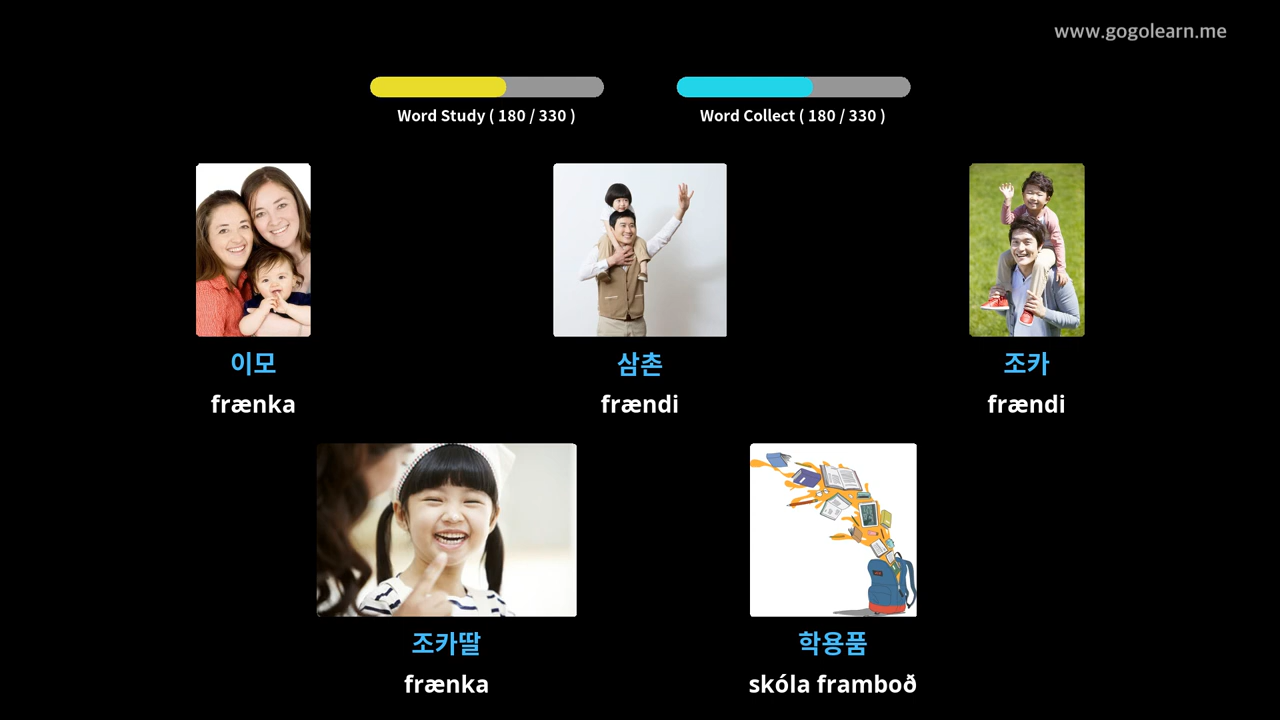 www.gogolearn.me
Word Study ( 180 / 330 )
Word Collect ( 180 / 330 )
이모
삼촌
조카
frænka
frændi
frændi
조카딸
학용품
frænka
skóla framboð